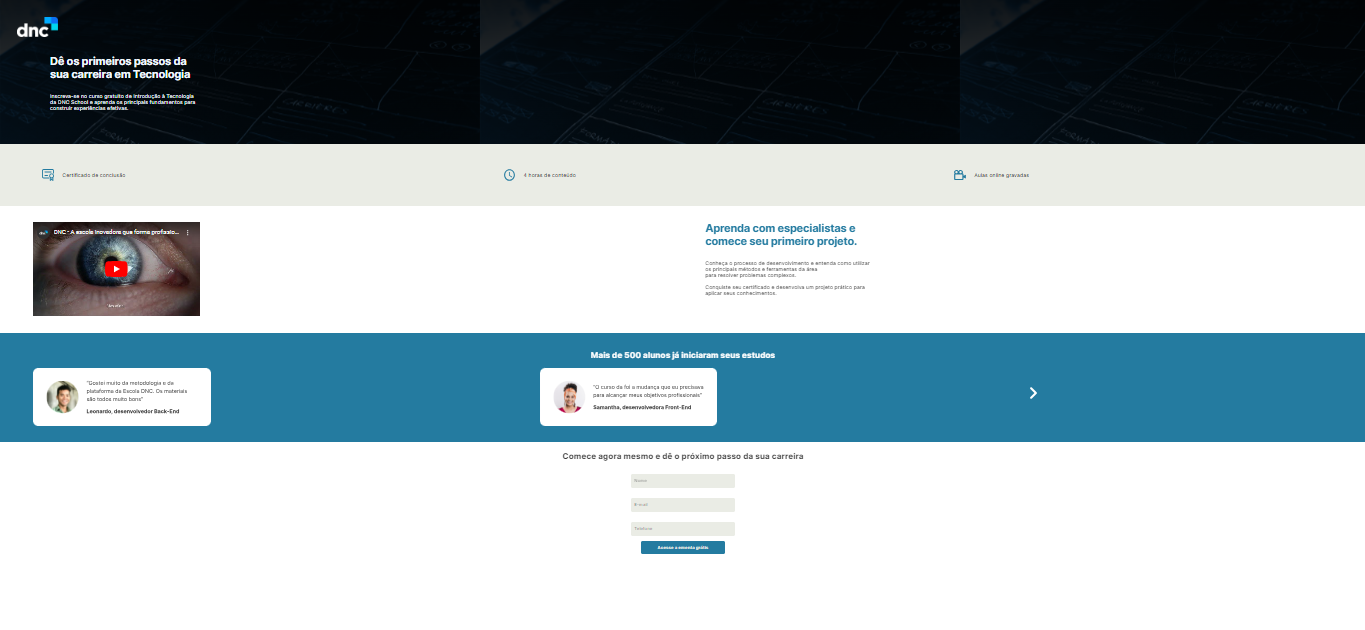 dnc
Dê os primeiros passos da
sua carreira em Tecnologia
Inscreva-se no curso gratuito de Introdução à Tecnologia
da DNC School e aprenda os principais fundamentos para
construir experiências efetivas.
Certificado de conclusão
4 horas de conteúdo
Aulas online gravadas
DNC - A escola inovadora que forma profissio...
Aprenda com especialistas e
comece seu primeiro projeto.
Conheça o processo de desenvolvimento e entenda como utilizar
os principais métodos e ferramentas da área
para resolver problemas complexos.
Conquiste seu certificado e desenvolva um projeto prático para
aplicar seus conhecimentos.
Mais de 500 alunos já iniciaram seus estudos
"Gostei muito da metodologia e da
plataforma da Escola DNC. Os materiais
são todos muito bons"
Leonardo, desenvolvedor Back-End
"O curso da foi a mudança que eu precisava
para alcançar meus objetivos profissionais"
Samantha, desenvolvedora Front-End
Comece agora mesmo e dê o próximo passo da sua carreira
Nome
E-mail
Telefone
Acesse a ementa grátis